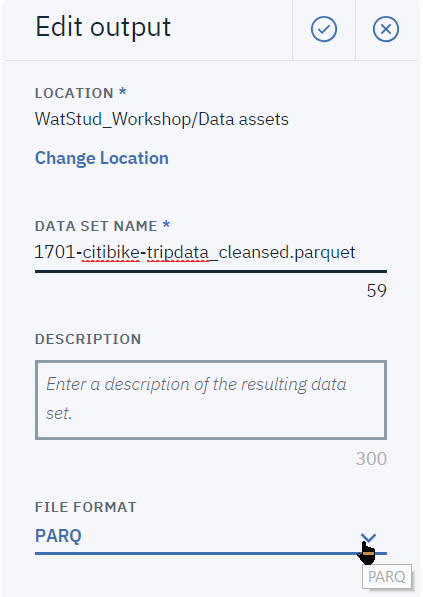 Edit output
LOCATION *
WatStud_Workshop/Data assets
Change Location
DATA SET NAME *
1701-citibike-tripdata_cleansed.parquet
59
DESCRIPTION
Enter a description of the resulting data
set.
300
FILE FORMAT
PARQ
PARQ